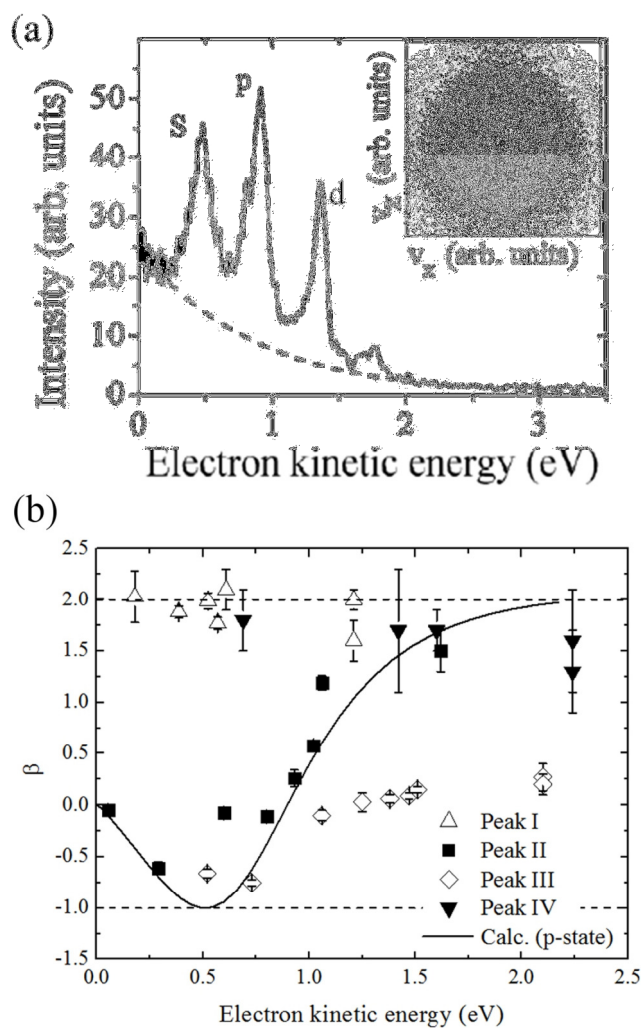 (a)
Intensity (arb. units)
50
40
30
20
10
0
s
p
d
v_z (arb. units)
v_x (arb. units)
0
1
2
3
Electron kinetic energy (eV)
(b)
β
2.5
2.0
1.5
1.0
0.5
0.0
-0.5
-1.0
-1.5
Peak I
Peak II
Peak III
Peak IV
Calc. (p-state)
0.0
0.5
1.0
1.5
2.0
2.5
Electron kinetic energy (eV)